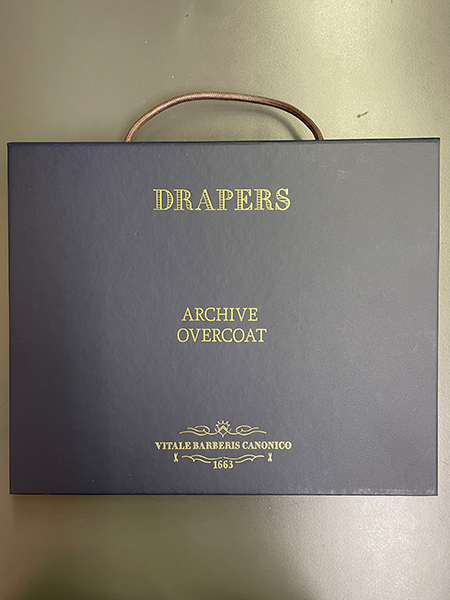 DRAPERS
ARCHIVE
OVERCOAT
VITALE BARBERIS CANONICO
1663